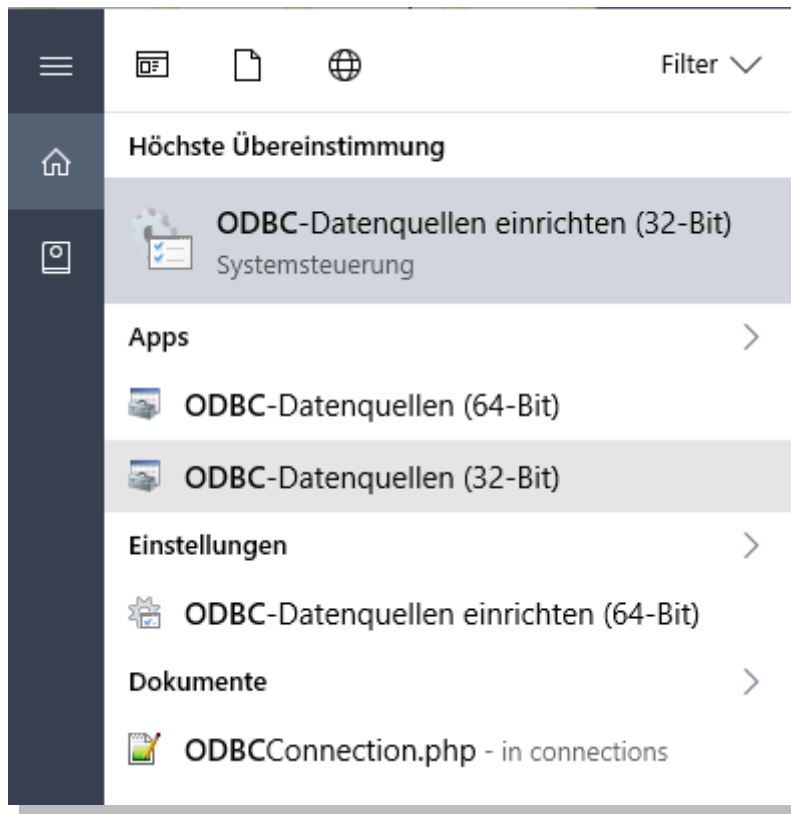 Filter
Höchste Übereinstimmung
ODBC-Datenquellen einrichten (32-Bit)
Systemsteuerung
Apps
ODBC-Datenquellen (64-Bit)
ODBC-Datenquellen (32-Bit)
Einstellungen
ODBC-Datenquellen einrichten (64-Bit)
Dokumente
ODBCConnection.php - in connections